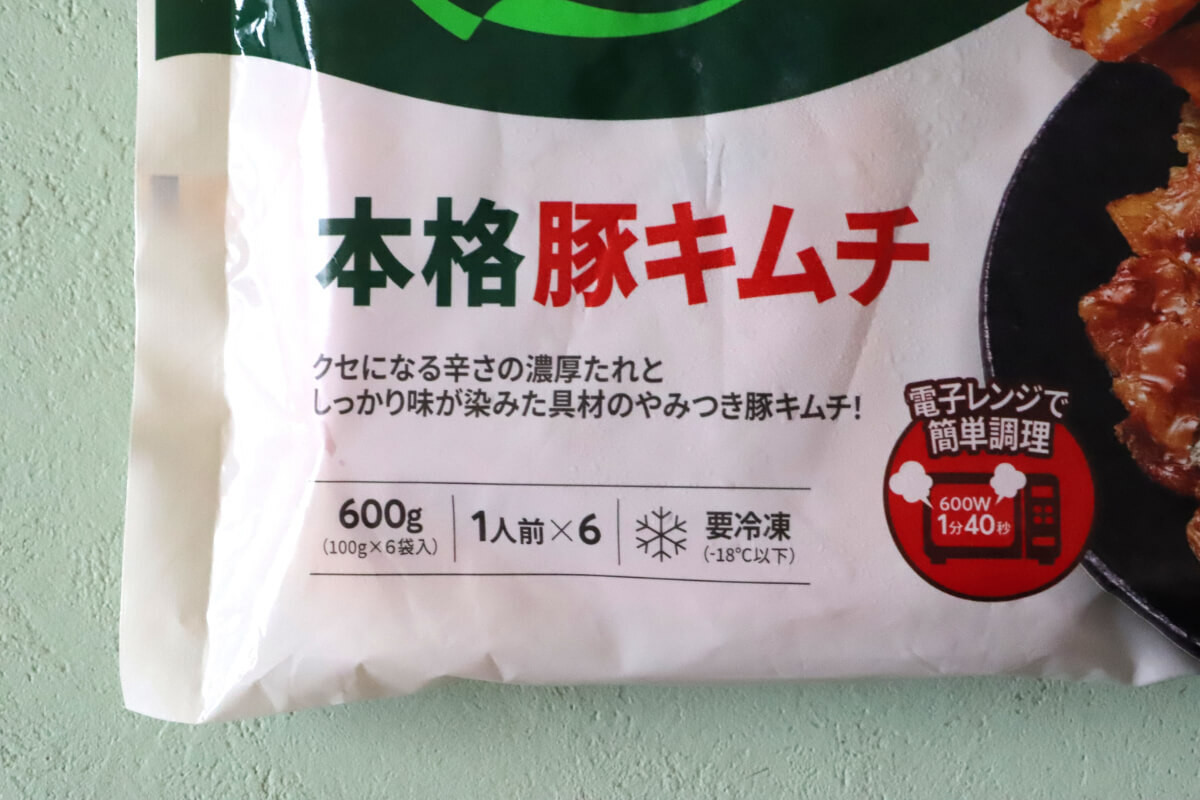 本格豚キムチ
クセになる辛さの濃厚たれと
しっかり味が染みた具材のやみつき豚キムチ!
600g
(100g×6袋入)
1人前×6
要冷凍
(-18℃以下)
電子レンジで
簡単調理
600W
1分40秒